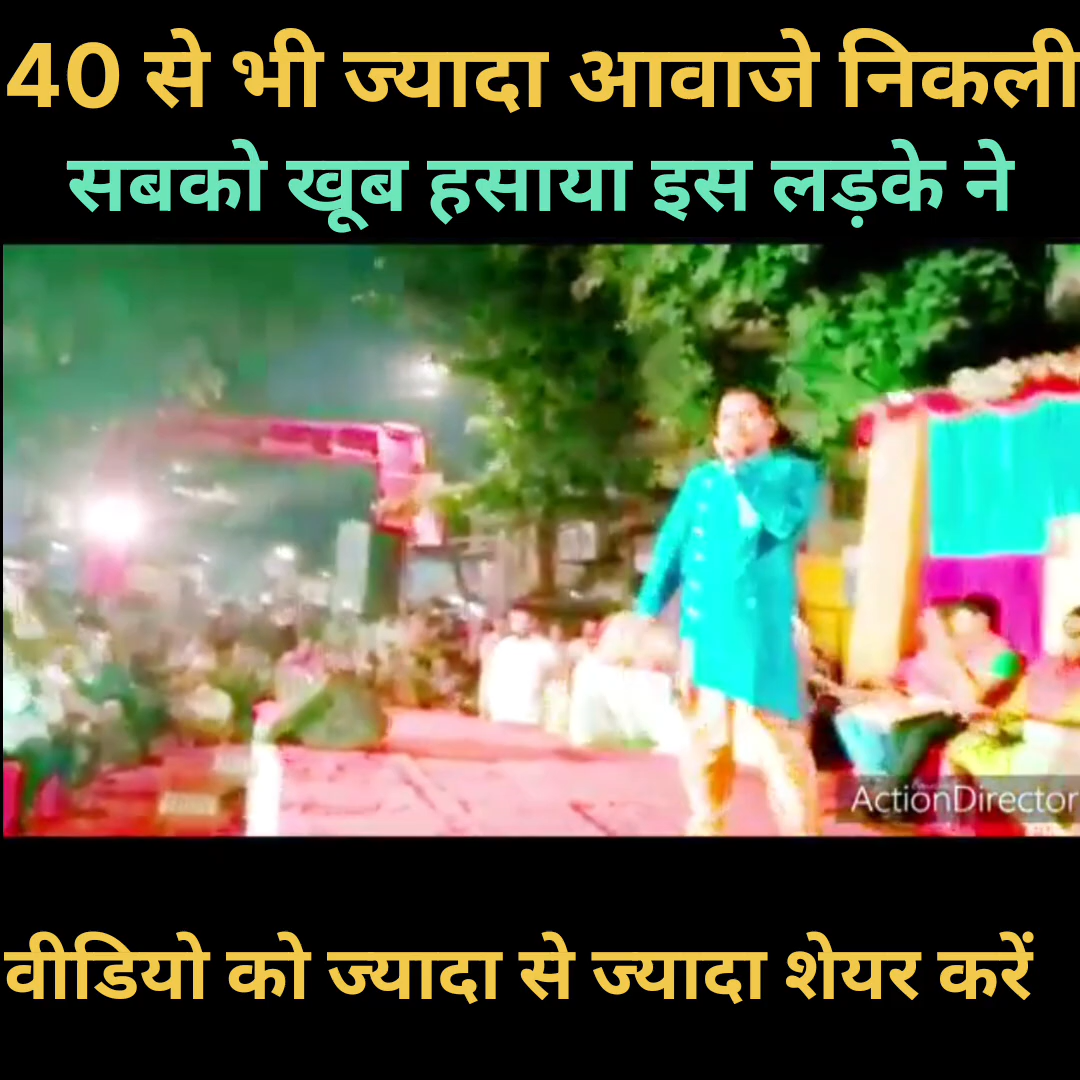 40 से भी ज्यादा आवाजे निकली
सबको खूब हसाया इस लड़के ने
ActionDirector
वीडियो को ज्यादा से ज्यादा शेयर करें